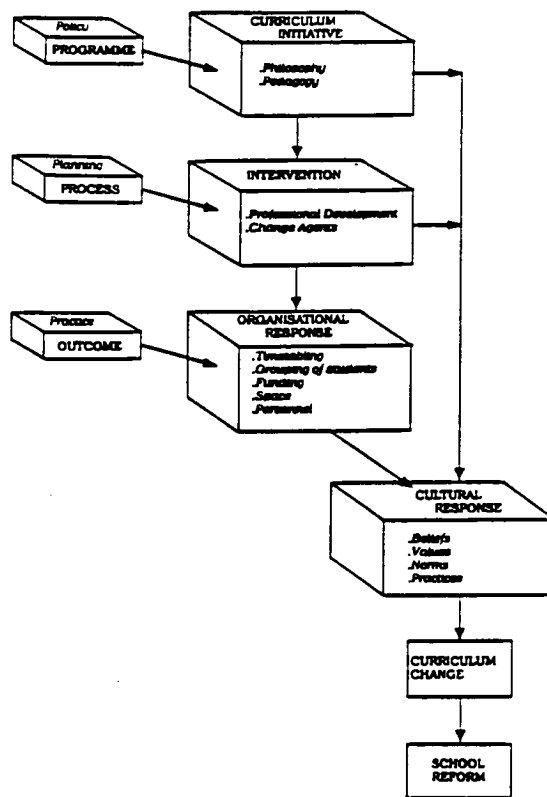 Policy
PROGRAMME
CURRICULUM
INITIATIVE
.Philosophy
.Pedagogy
Planning
PROCESS
INTERVENTION
.Professional Development
.Change Agents
Practice
OUTCOME
ORGANISATIONAL
RESPONSE
.Timetabling
.Grouping of students
.Funding
.Space
.Personnel
CULTURAL
RESPONSE
.Beliefs
.Values
.Norms
.Practices
CURRICULUM
CHANGE
SCHOOL
REFORM